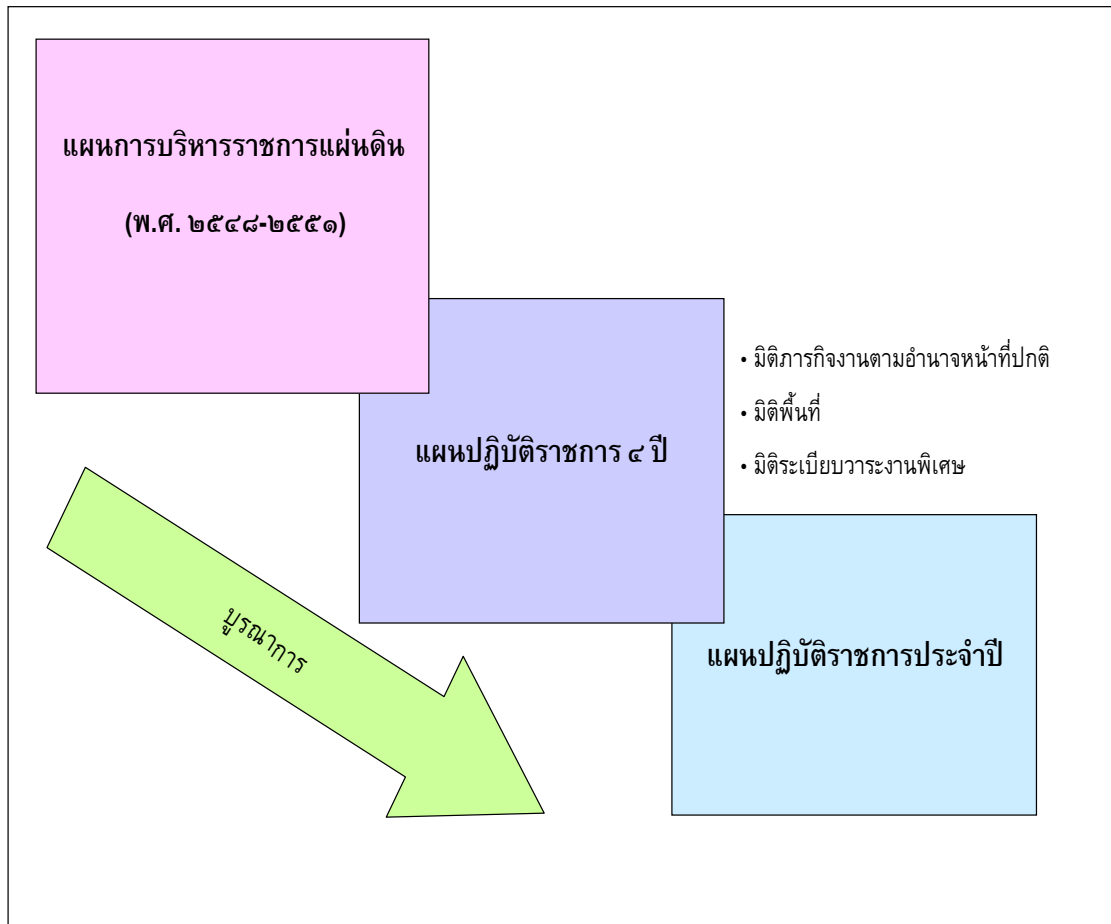 แผนการบริหารราชการแผ่นดิน
(พ.ศ. ๒๕๔๘-๒๕๕๑)
• มิติภารกิจงานตามอำนาจหน้าที่ปกติ
• มิติพื้นที่
• มิติระเบียบวาระงานพิเศษ
แผนปฏิบัติราชการ ๔ ปี
บูรณาการ
แผนปฏิบัติราชการประจำปี